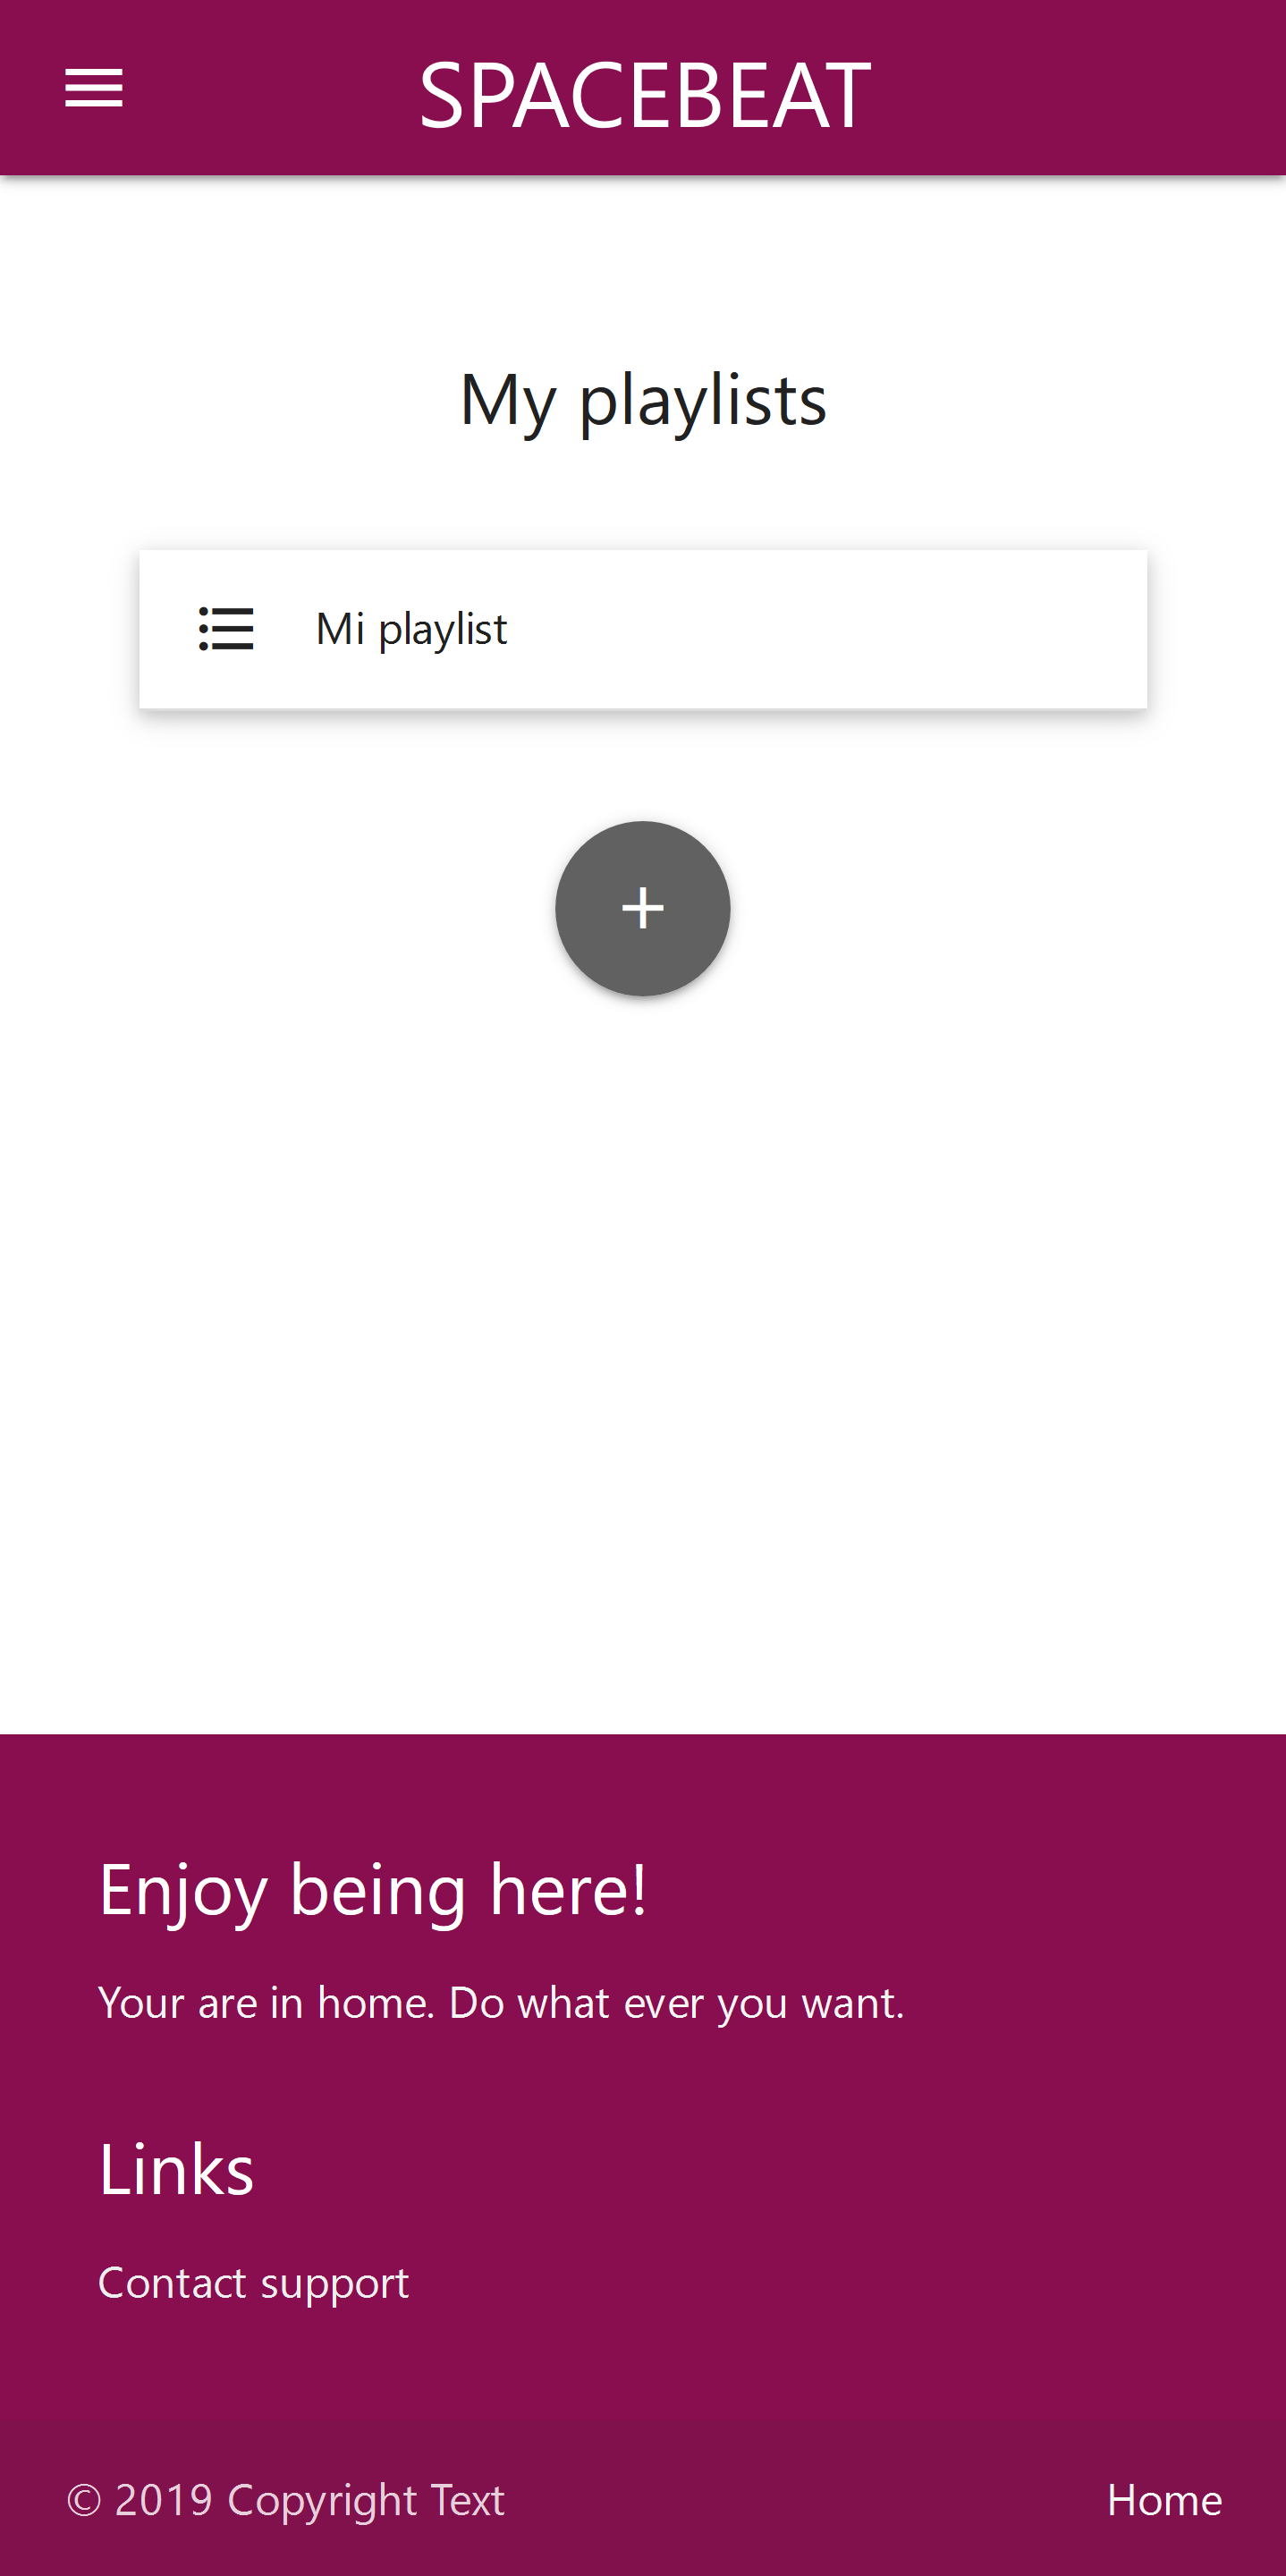 SPACEBEAT
My playlists
Mi playlist
Enjoy being here!
Your are in home. Do what ever you want.
Links
Contact support
© 2019 Copyright Text Home